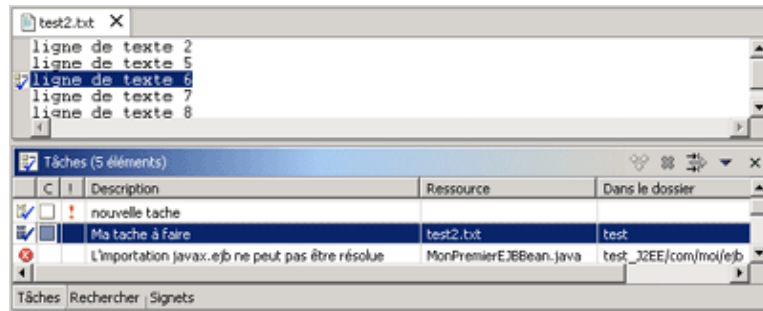 test2.txt
ligne de texte 2
ligne de texte 5
ligne de texte 6
ligne de texte 7
ligne de texte 8
Tâches (5 éléments)
C ! Description Ressource Dans le dossier
! nouvelle tache
Ma tache à faire test2.txt test
L'importation javax.ejb ne peut pas être résolue MonPremierEJBBean.java test_J2EE/com/moi/ejb
Tâches Rechercher Signets